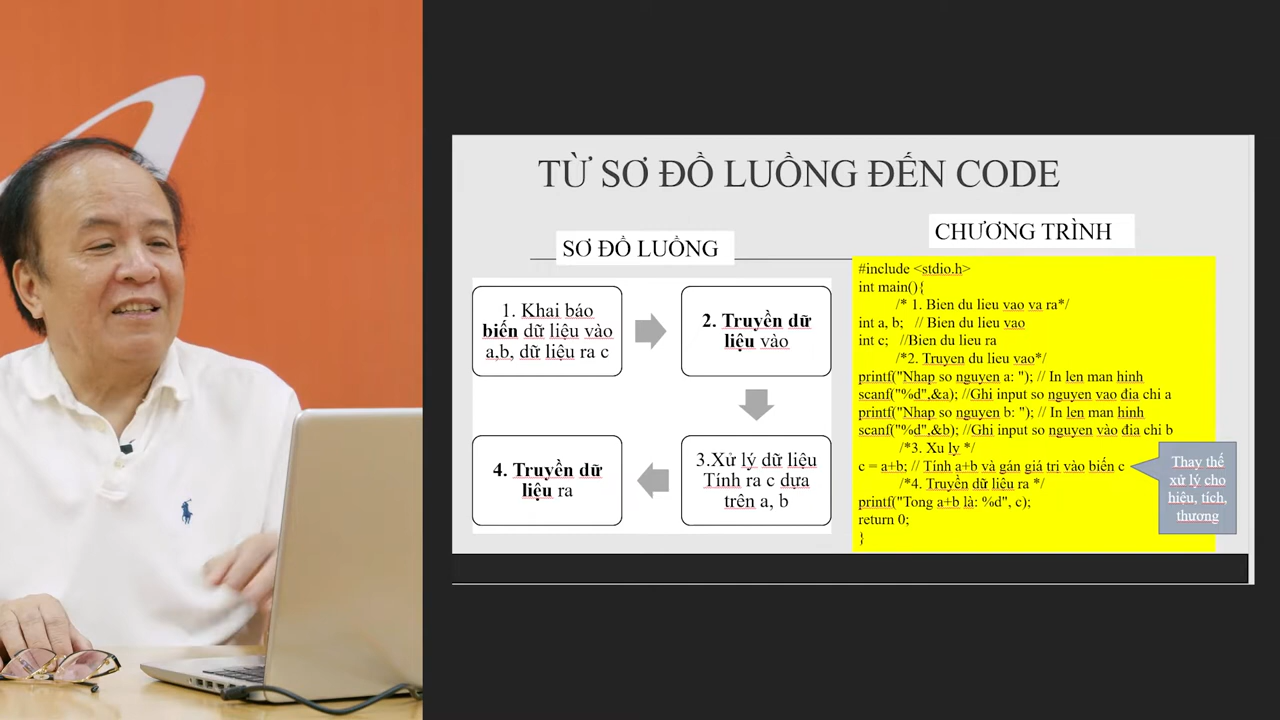 TỪ SƠ ĐỒ LUỒNG ĐẾN CODE
SƠ ĐỒ LUỒNG
1. Khai báo
biến dữ liệu vào
a,b, dữ liệu ra c
2. Truyền dữ
liệu vào
3.Xử lý dữ liệu
Tính ra c dựa
trên a, b
4. Truyền dữ
liệu ra
CHƯƠNG TRÌNH
#include <stdio.h>
int main(){
/* 1. Bien du lieu vao va ra*/
int a, b; // Bien du lieu vao
int c; //Bien du lieu ra
/*2. Truyen du lieu vao*/
printf("Nhap so nguyen a: "); // In len man hinh
scanf("%d",&a); //Ghi input so nguyen vao đia chi a
printf("Nhap so nguyen b: "); // In len man hinh
scanf("%d",&b); //Ghi input so nguyen vào đia chi b
/*3. Xu ly */
c = a+b; // Tính a+b và gán giá trị vào biến c
/*4. Truyền dữ liệu ra */
printf("Tong a+b là: %d", c);
return 0;
}
Thay thế
xử lý cho
hiệu, tích,
thương